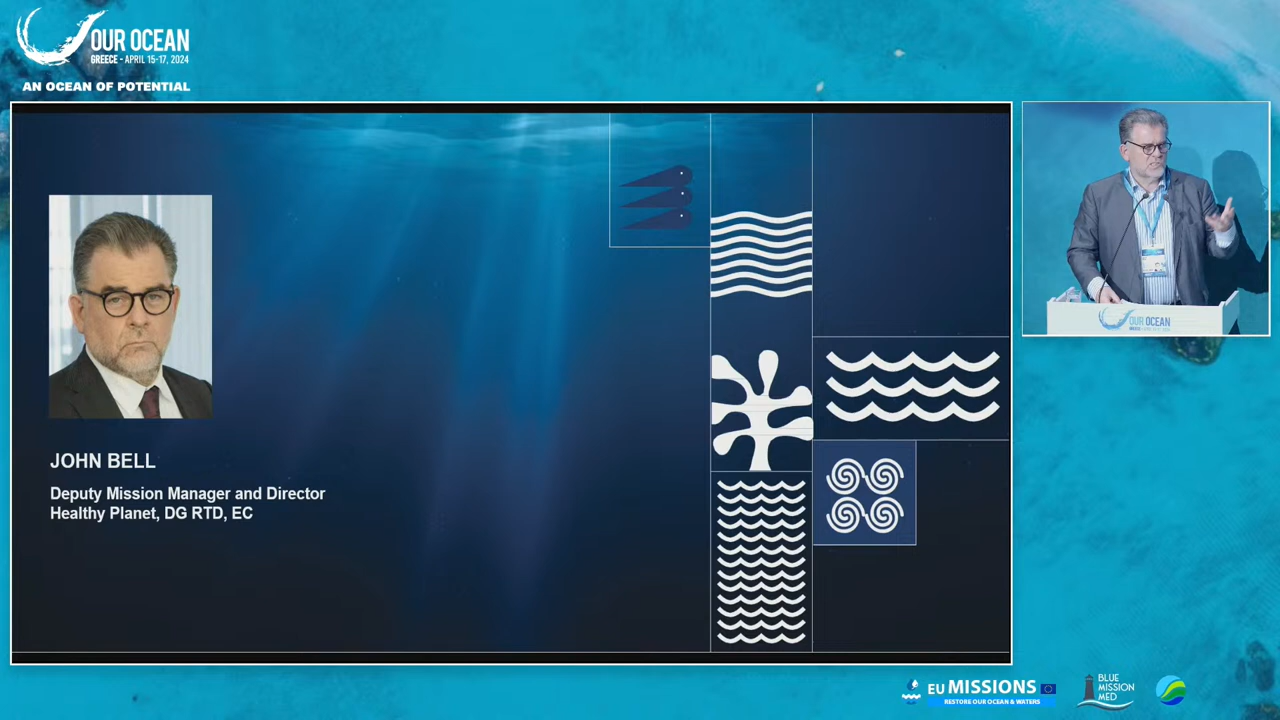 OUR OCEAN
GREECE - APRIL 15-17, 2024
AN OCEAN OF POTENTIAL
JOHN BELL
Deputy Mission Manager and Director
Healthy Planet, DG RTD, EC
OUR OCEAN
EU MISSIONS
RESTORE OUR OCEAN & WATERS
BLUE
MISSION
MED